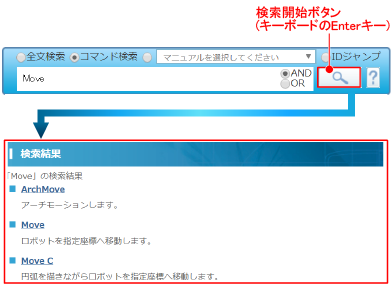 検索開始ボタン
(キーボードのEnterキー)
全文検索 コマンド検索 マニュアルを選択してください IDジャンプ
Move AND
OR ?
検索結果
「Move」の検索結果
ArchMove
アーチモーションします。
Move
ロボットを指定座標へ移動します。
Move C
円弧を描きながらロボットを指定座標へ移動します。